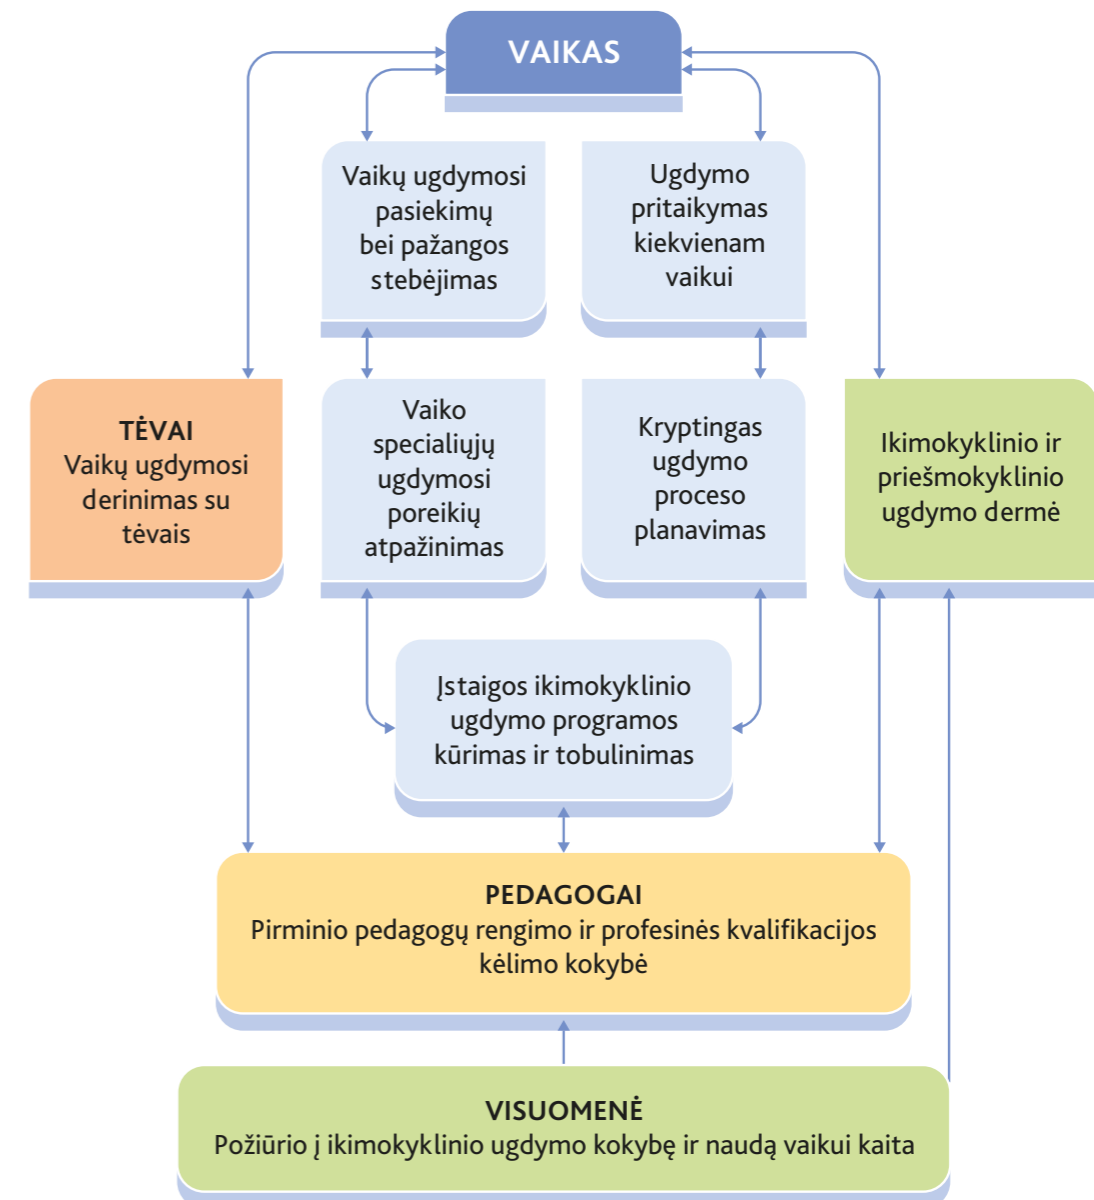 VAIKAS
Vaikų ugdymosi
pasiekimų
bei pažangos
stebėjimas
Ugdymo
pritaikymas
kiekvienam
vaikui
TĖVAI
Vaikų ugdymosi
derinimas su
tėvais
Vaiko
specialiųjų
ugdymosi
poreikių
atpažinimas
Kryptingas
ugdymo
proceso
planavimas
Ikimokyklinio ir
priešmokyklinio
ugdymo dermė
Įstaigos ikimokyklinio
ugdymo programos
kūrimas ir tobulinimas
PEDAGOGAI
Pirminio pedagogų rengimo ir profesinės kvalifikacijos
kėlimo kokybė
VISUOMENĖ
Požiūrio į ikimokyklinio ugdymo kokybę ir naudą vaikui kaita